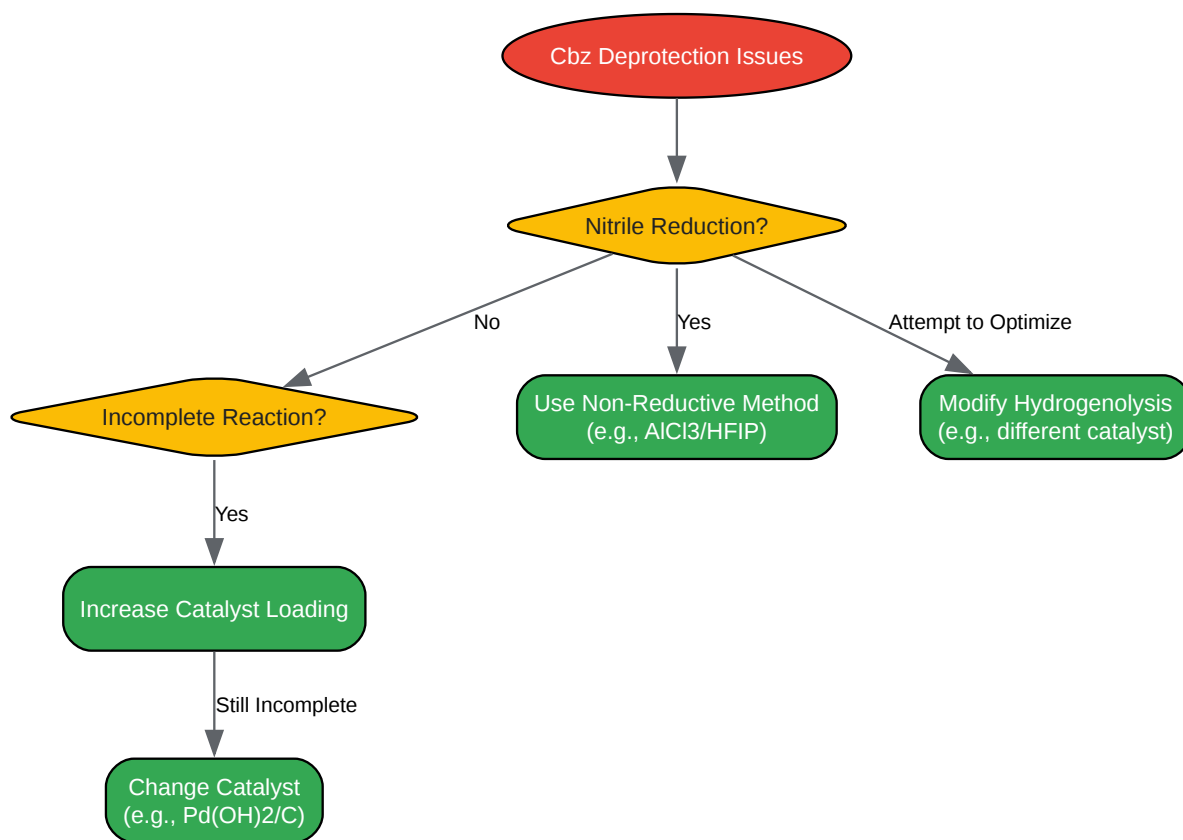 Cbz Deprotection Issues
Nitrile Reduction?
No
Yes
Attempt to Optimize
Incomplete Reaction?
Use Non-Reductive Method
(e.g., AlCl3/HFIP)
Modify Hydrogenolysis
(e.g., different catalyst)
Yes
Increase Catalyst Loading
Still Incomplete
Change Catalyst
(e.g., Pd(OH)2/C)